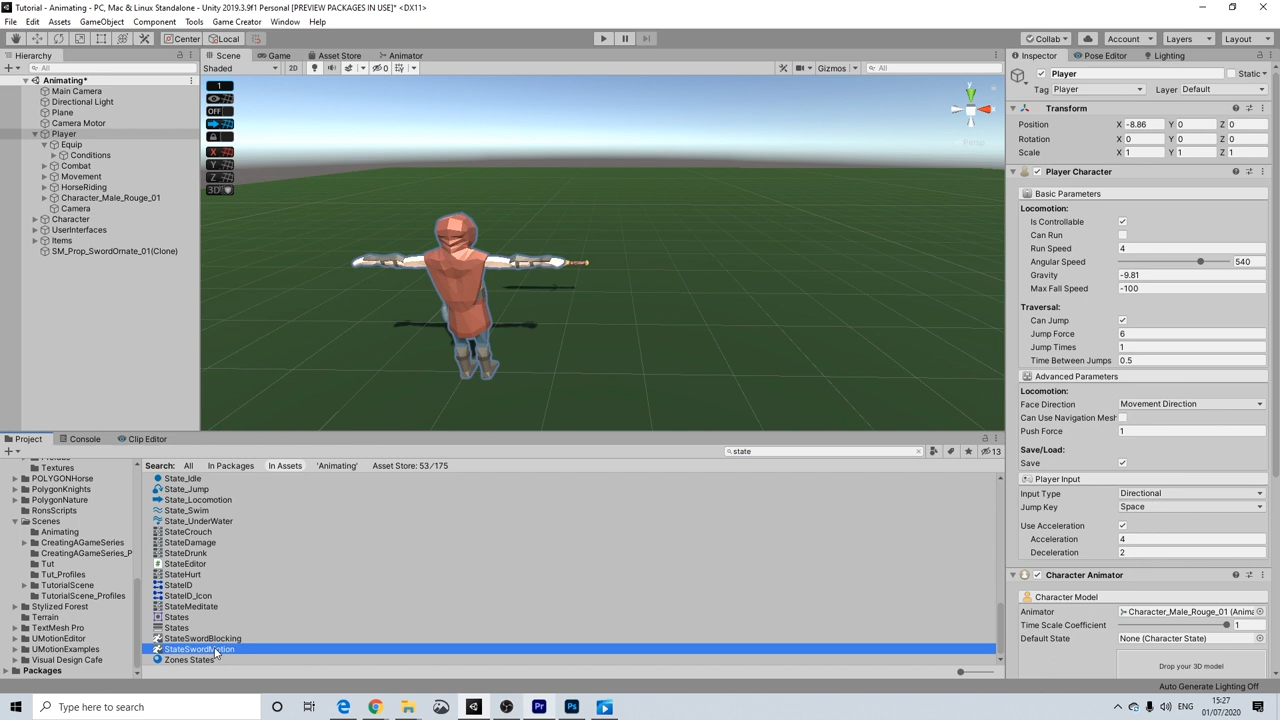 Tutorial - Animating - PC, Mac & Linux Standalone - Unity 2019.3.9f1 Personal [PREVIEW PACKAGES IN USE]* <DX11>
File Edit Assets GameObject Component Tools Game Creator Window Help
Center Local Collab Account Layers Layout
Hierarchy
All
Animating*
Main Camera
Directional Light
Plane
Camera Motor
Player
Equip
Conditions
Combat
Movement
HorseRiding
Character_Male_Rouge_01
Camera
Character
UserInterfaces
Items
SM_Prop_SwordOrnate_01(Clone)
Scene Game Asset Store Animator
Shaded 2D 0 Gizmos All
1
OFF
X
Y
Z
3D
y
Persp
Inspector Pose Editor Lighting
Player Static
Tag Player Layer Default
Transform
Position X -8.86 Y 0 Z 0
Rotation X 0 Y 0 Z 0
Scale X 1 Y 1 Z 1
Player Character
Basic Parameters
Locomotion:
Is Controllable
Can Run
Run Speed 4
Angular Speed 540
Gravity -9.81
Max Fall Speed -100
Traversal:
Can Jump
Jump Force 6
Jump Times 1
Time Between Jumps 0.5
Advanced Parameters
Locomotion:
Face Direction Movement Direction
Can Use Navigation Mesh
Push Force 1
Save/Load:
Save
Player Input
Input Type Directional
Jump Key Space
Use Acceleration
Acceleration 4
Deceleration 2
Character Animator
Character Model
Animator Character_Male_Rouge_01 (Anima
Time Scale Coefficient 1
Default State None (Character State)
Drop your 3D model
Auto Generate Lighting Off
Project Console Clip Editor
state 13
Search: All In Packages In Assets 'Animating' Asset Store: 53/175
Textures
POLYGONHorse
PolygonKnights
PolygonNature
RonsScripts
Scenes
Animating
CreatingAGameSeries
CreatingAGameSeries_P
Tut
Tut_Profiles
TutorialScene
TutorialScene_Profiles
Stylized Forest
Terrain
TextMesh Pro
UMotionEditor
UMotionExamples
Visual Design Cafe
Packages
State_Idle
State_Jump
State_Locomotion
State_Swim
State_UnderWater
StateCrouch
StateDamage
StateDrunk
StateEditor
StateHurt
StateID
StateID_Icon
StateMeditate
States
States
StateSwordBlocking
StateSwordMotion
Zones States
Type here to search
ENG
15:27
01/07/2020